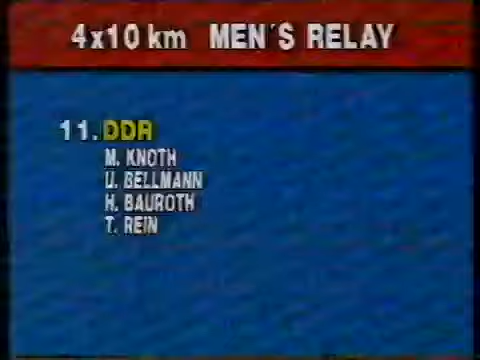 4x10 km MEN'S RELAY
11. DDR
M. KNOTH
U. BELLMANN
H. BAUROTH
T. REIN